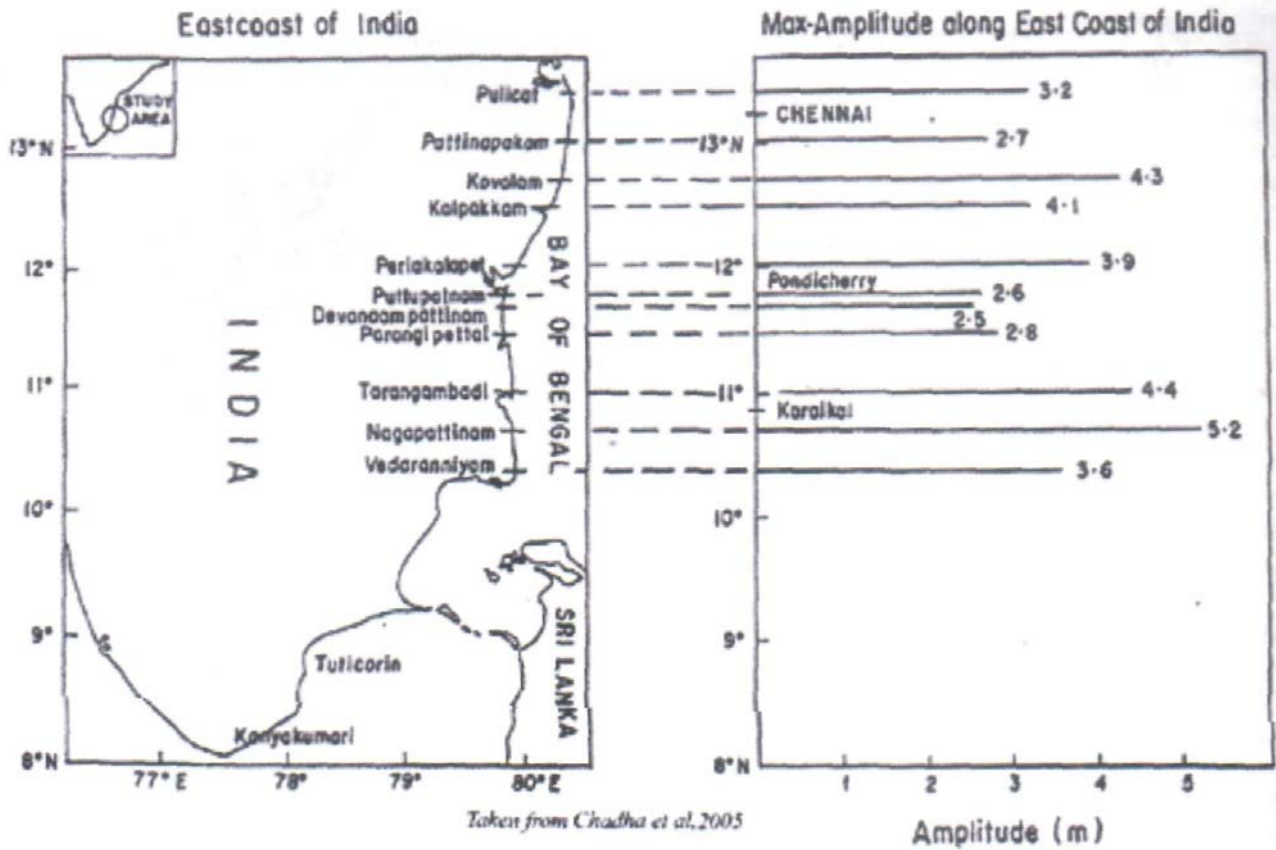 Eastcoast of India
STUDY
AREA
13°N
12°
11°
10°
9°
8°N
77°E
78°
79°
80°E
Pulicat
Pattinapakam
Kovalam
Kalpakkam
Periakalapet
Puttupatnam
Devanaampattinam
Parangipettai
Tarangambadi
Nagapattinam
Vedaranniyam
Tuticorin
Kanyakumari
INDIA
BAY OF BENGAL
SRI LANKA
Max-Amplitude along East Coast of India
CHENNAI
13°N
12°
Pondicherry
11°
Karaikal
10°
9°
8°N
3.2
2.7
4.3
4.1
3.9
2.6
2.5
2.8
4.4
5.2
3.6
1 2 3 4 5
Amplitude (m)
Taken from Chadha et al,2005